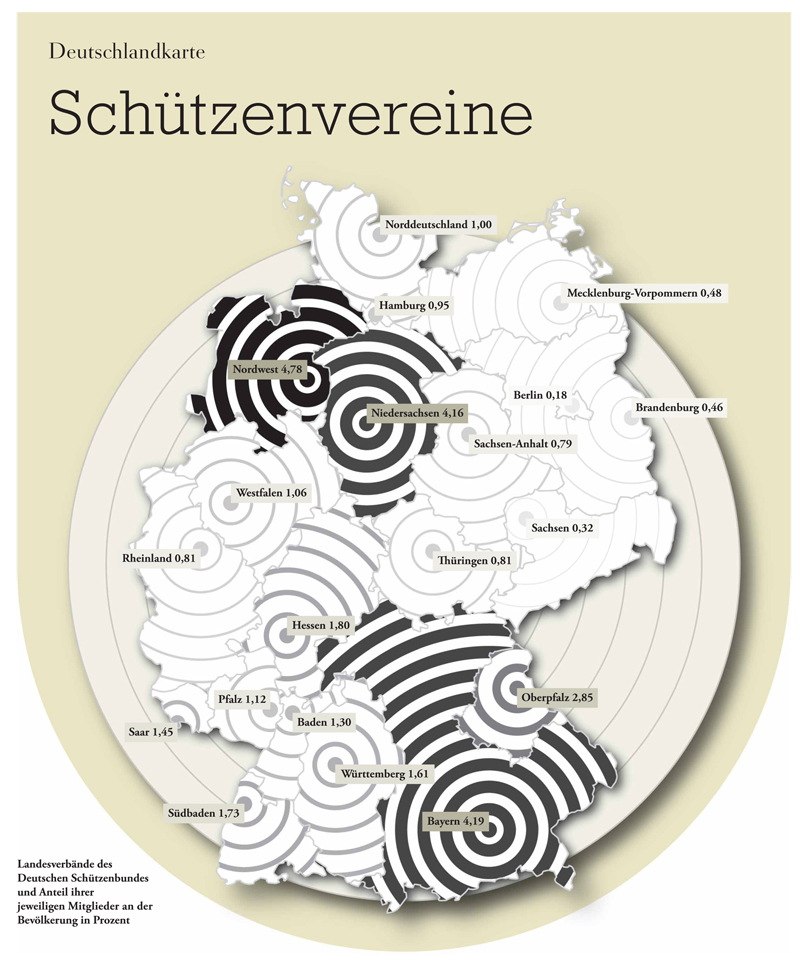 Deutschlandkarte
Schützenvereine
Norddeutschland 1,00
Mecklenburg-Vorpommern 0,48
Hamburg 0,95
Nordwest 4,78
Berlin 0,18
Brandenburg 0,46
Niedersachsen 4,16
Sachsen-Anhalt 0,79
Westfalen 1,06
Sachsen 0,32
Rheinland 0,81
Thüringen 0,81
Hessen 1,80
Oberpfalz 2,85
Pfalz 1,12
Baden 1,30
Saar 1,45
Württemberg 1,61
Südbaden 1,73
Bayern 4,19
Landesverbände des
Deutschen Schützenbundes
und Anteil ihrer
jeweiligen Mitglieder an der
Bevölkerung in Prozent